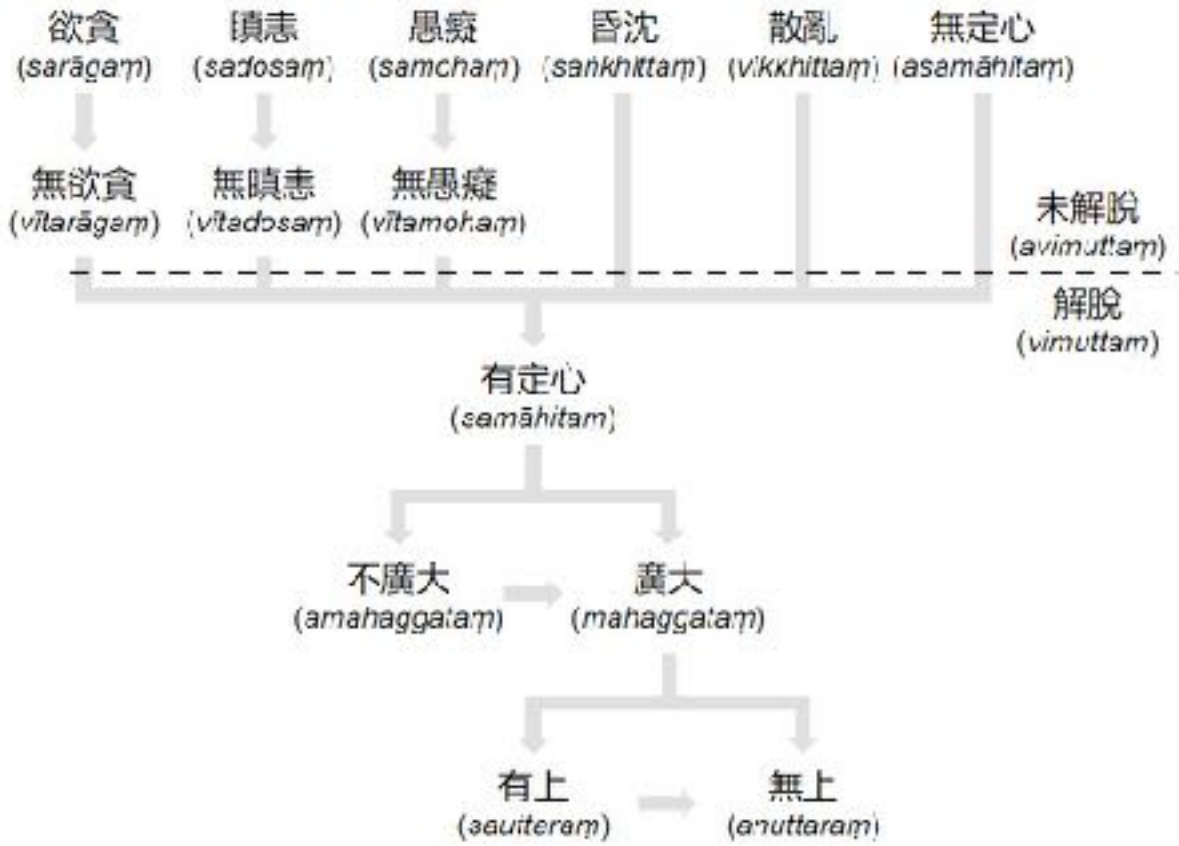 欲貪 瞋恚 愚癡 昏沈 散亂 無定心
(sarāgaṃ) (sadosaṃ) (samohaṃ) (saṅkhittaṃ) (vikkhittaṃ) (asamāhitaṃ)
無欲貪 無瞋恚 無愚癡
(vītarāgaṃ) (vītadosaṃ) (vītamohaṃ)
未解脫
(avimuttaṃ)
解脫
(vimuttaṃ)
有定心
(samāhitaṃ)
不廣大 廣大
(amahaggataṃ) (mahaggataṃ)
有上 無上
(sauttaraṃ) (anuttaraṃ)